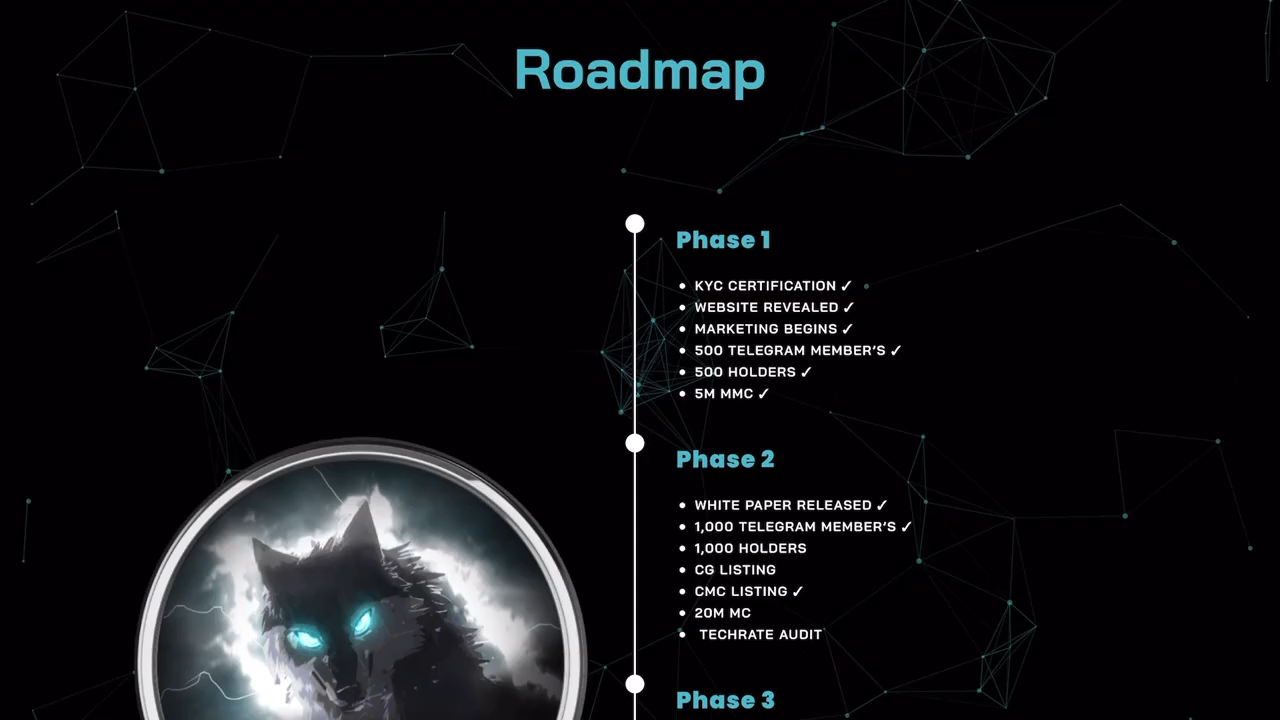 Roadmap
Phase 1
• KYC CERTIFICATION ✓
• WEBSITE REVEALED ✓
• MARKETING BEGINS ✓
• 500 TELEGRAM MEMBER’S ✓
• 500 HOLDERS ✓
• 5M MMC ✓
Phase 2
• WHITE PAPER RELEASED ✓
• 1,000 TELEGRAM MEMBER’S ✓
• 1,000 HOLDERS
• CG LISTING
• CMC LISTING ✓
• 20M MC
• TECHRATE AUDIT
Phase 3